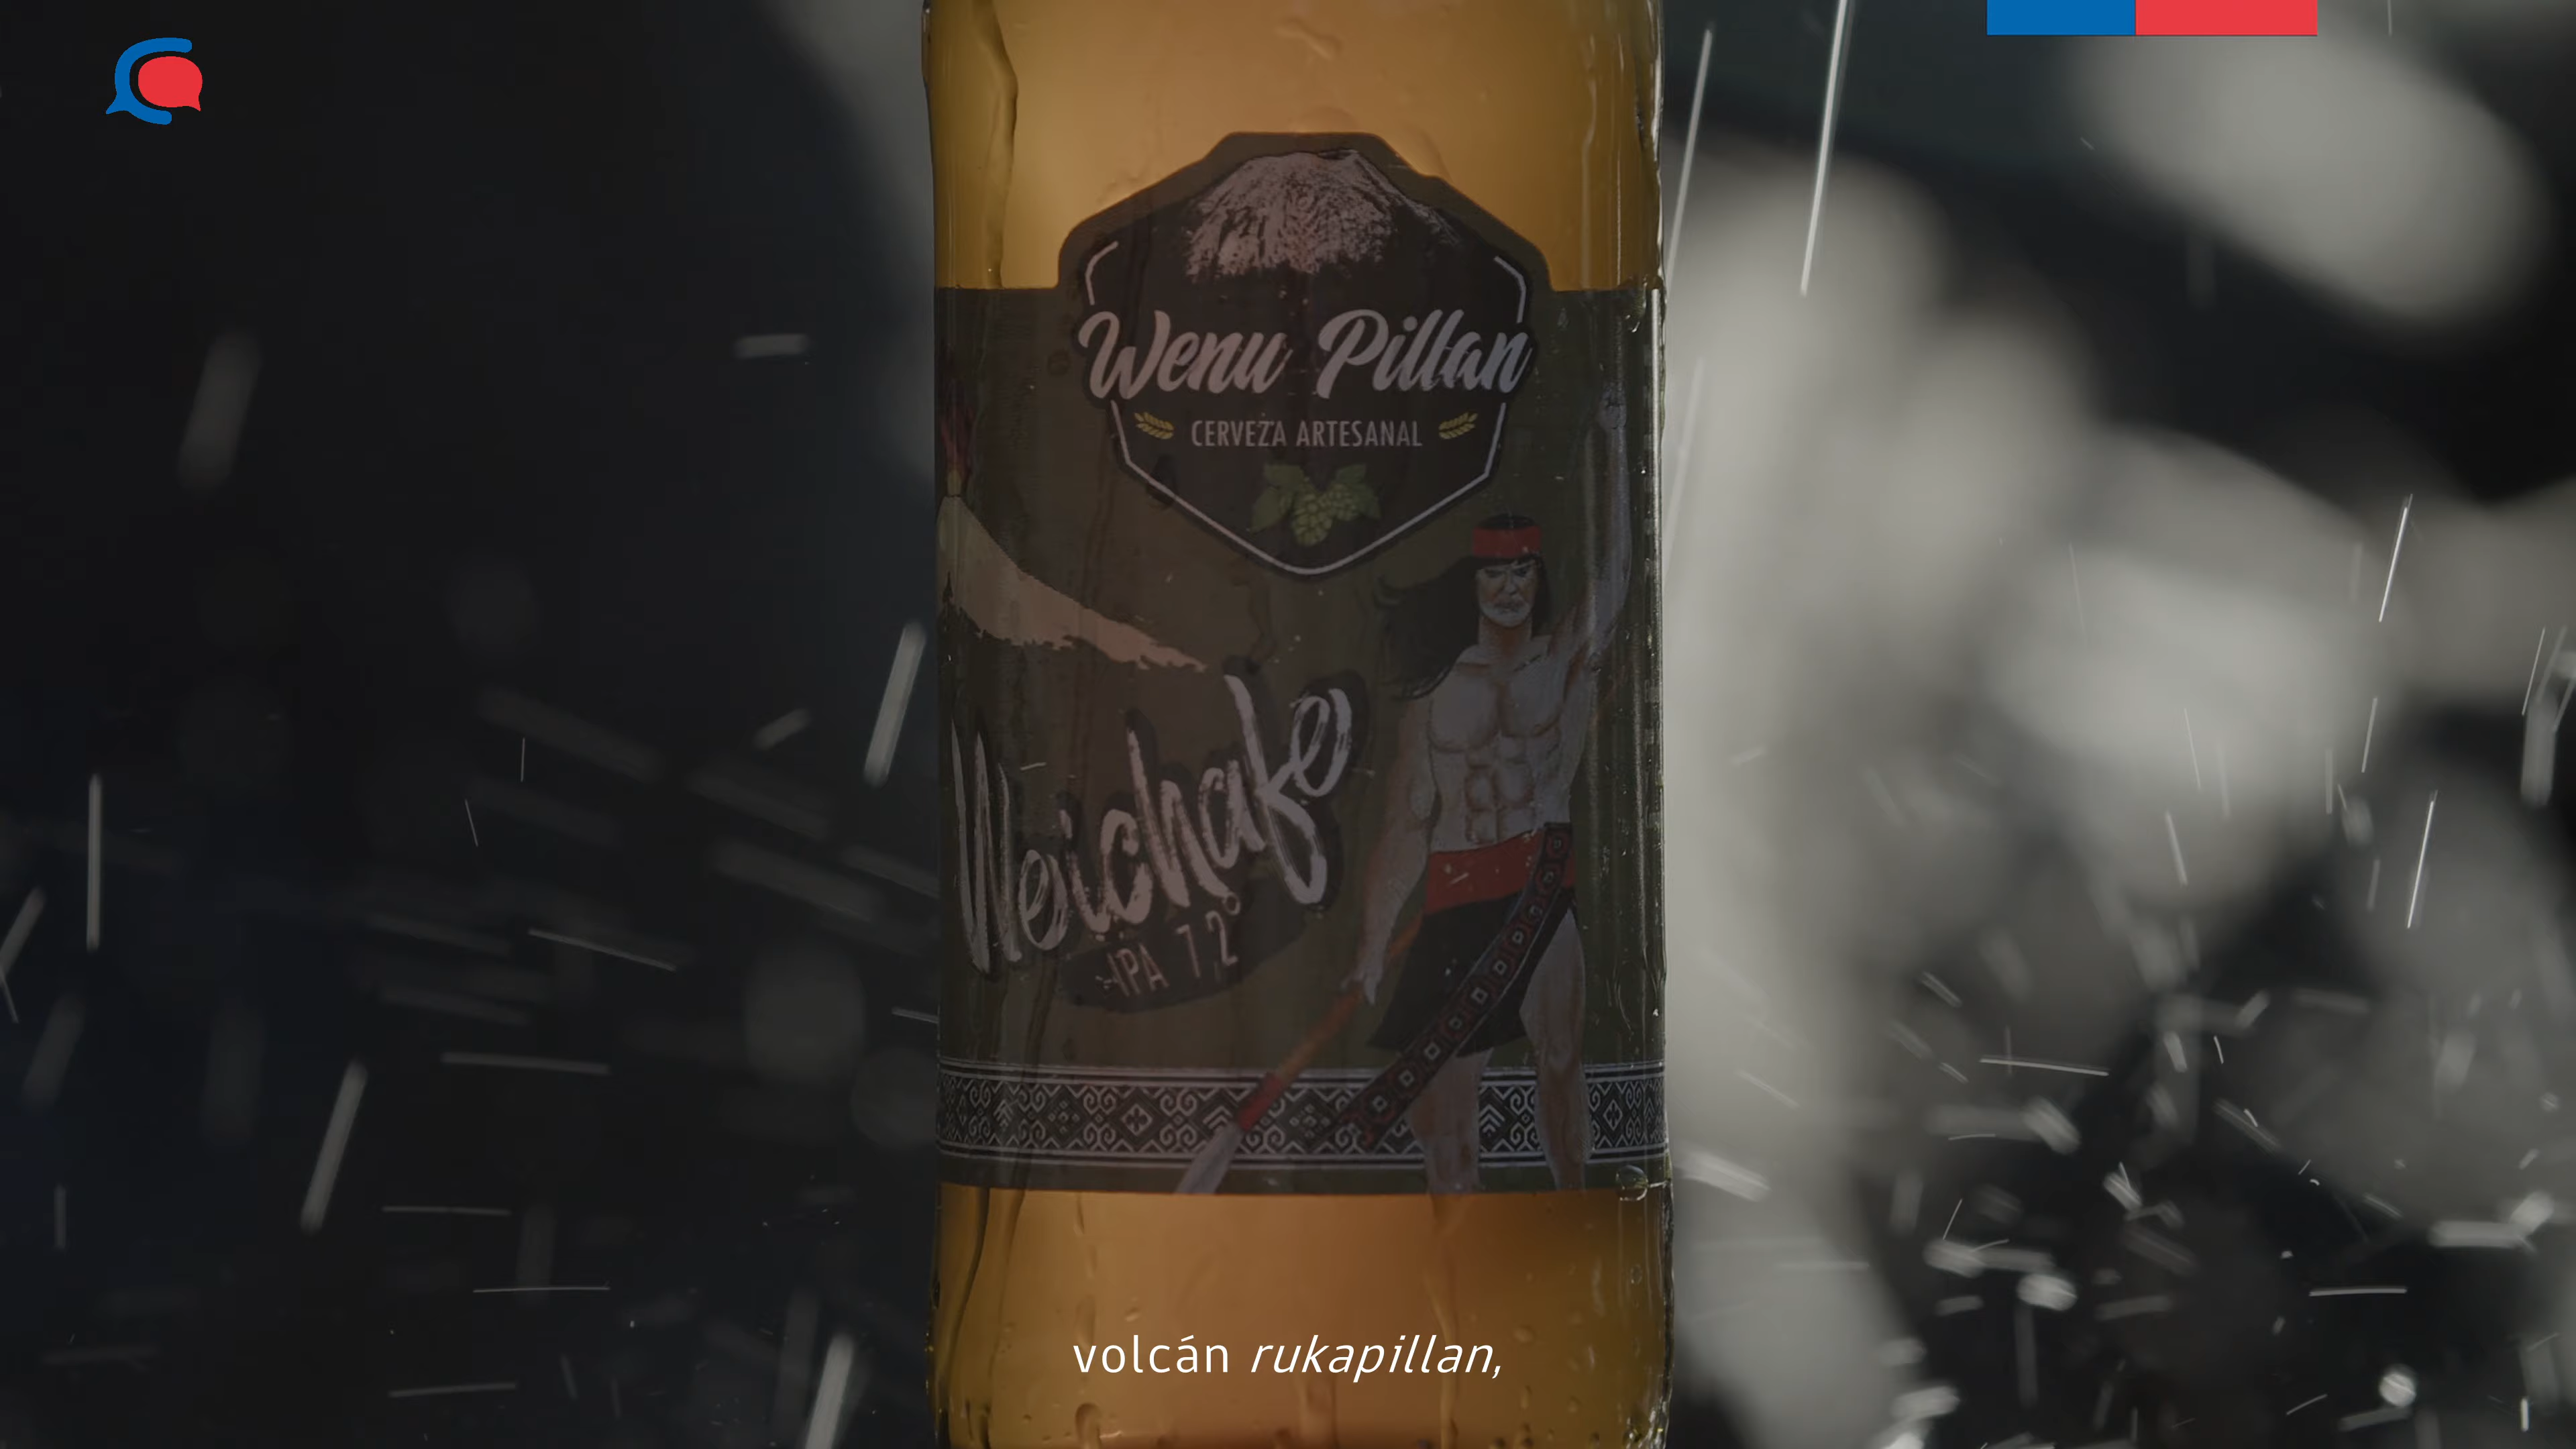 Wenu Pillan
CERVEZA ARTESANAL
Weichafe
IPA 7,2°
volcán rukapillan,